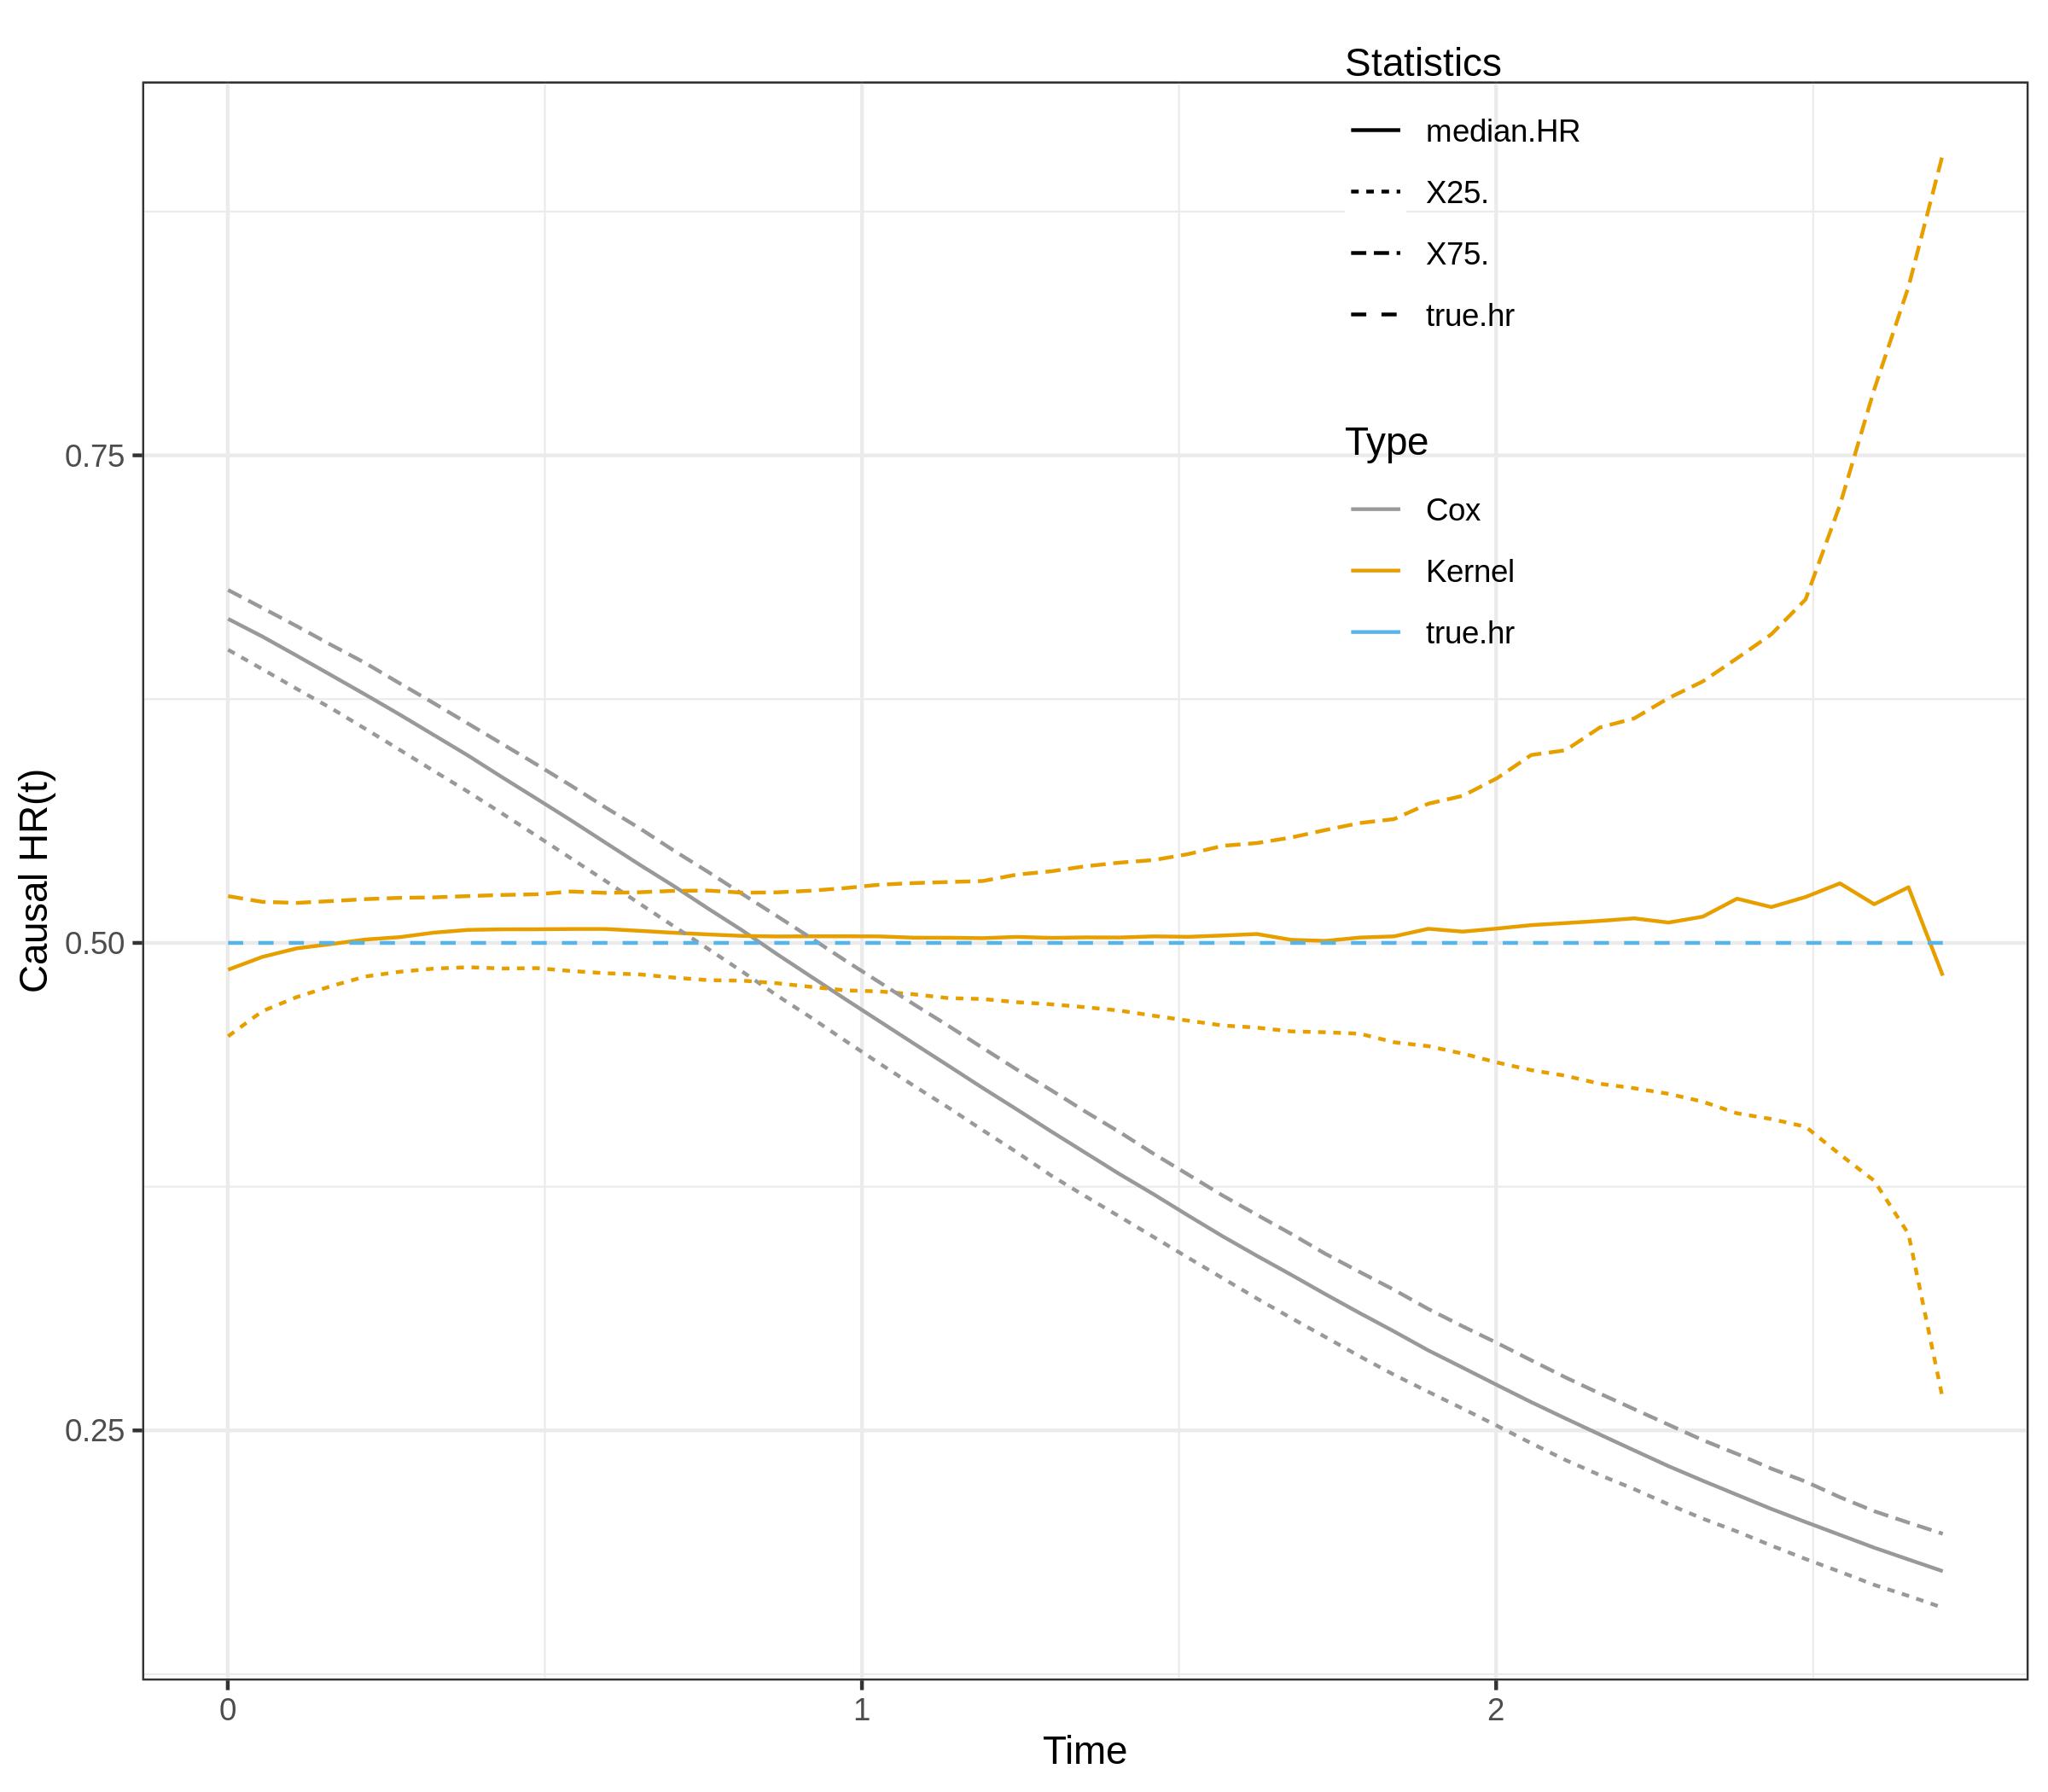 Statistics
median.HR
X25.
X75.
true.hr
Type
Cox
Kernel
true.hr
Causal HR(t)
0.75
0.50
0.25
0 1 2
Time